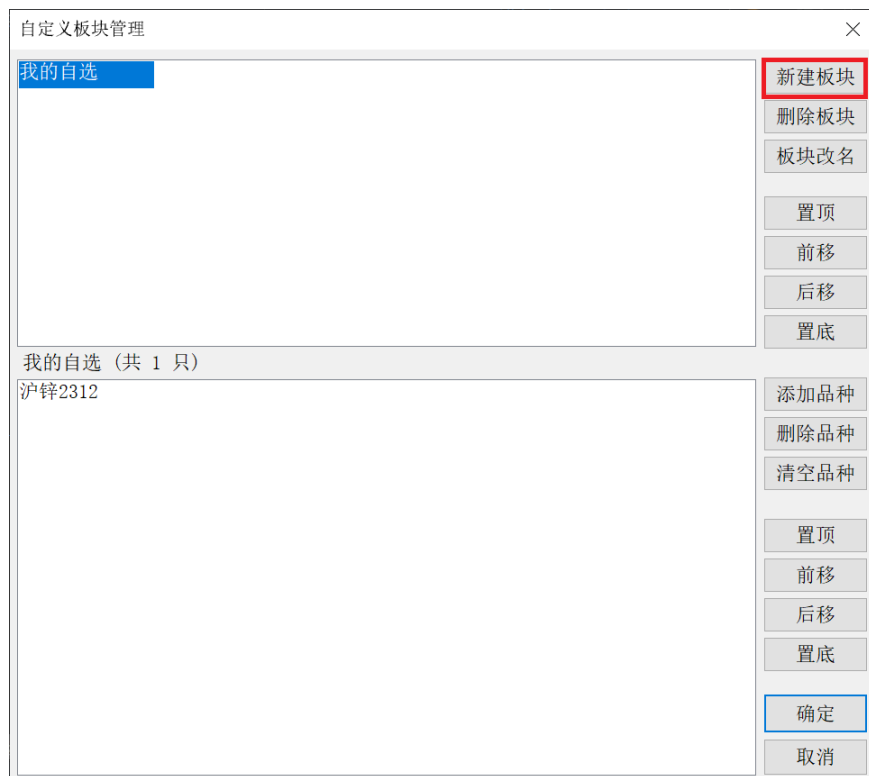 自定义板块管理
我的自选
新建板块
删除板块
板块改名
置顶
前移
后移
置底
我的自选 (共 1 只)
沪锌2312
添加品种
删除品种
清空品种
置顶
前移
后移
置底
确定
取消